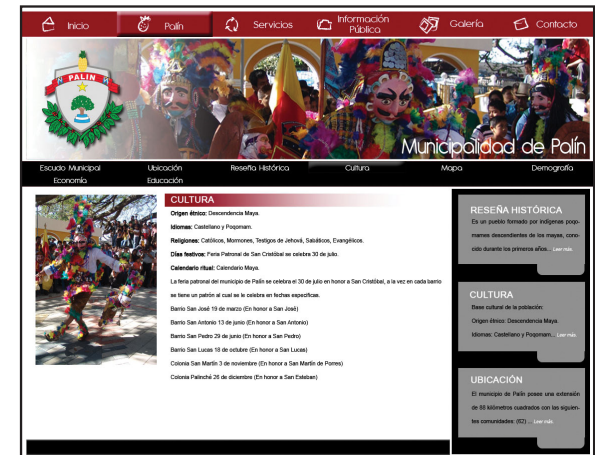 Inicio
Palín
Servicios
Información
Pública
Galería
Contacto
PALIN
Municipalidad de Palín
Escudo Municipal
Ubicación
Reseña Histórica
Cultura
Mapa
Demografía
Economía
Educación
CULTURA
Origen étnico: Descendencia Maya.
Idiomas: Castellano y Poqomam.
Religiones: Católicos, Mormones, Testigos de Jehová, Sabáticos, Evangélicos.
Días festivos: Feria Patronal de San Cristóbal se celebra 30 de julio.
Calendario ritual: Calendario Maya.
La feria patronal del municipio de Palín se celebra el 30 de julio en honor a San Cristóbal, a la vez en cada barrio
se tiene un patrón al cual se le celebra en fechas especificas.
Barrio San José 19 de marzo (En honor a San José)
Barrio San Antonio 13 de junio (En honor a San Antonio)
Barrio San Pedro 29 de junio (En honor a San Pedro)
Barrio San Lucas 18 de octubre (En honor a San Lucas)
Colonia San Martín 3 de noviembre (En honor a San Martín de Porres)
Colonia Palinché 26 de diciembre (En honor a San Esteban)
RESEÑA HISTÓRICA
Es un pueblo formado por indígenas poqo-
mames descendientes de los mayas, cono-
cido durante los primeros años... Leer más.
CULTURA
Base cultural de la población:
Origen étnico: Descendencia Maya.
Idiomas: Castellano y Poqomam... Leer más.
UBICACIÓN
El municipio de Palín posee una extensión
de 88 kilómetros cuadrados con las siguien-
tes comunidades: (62) ... Leer más.